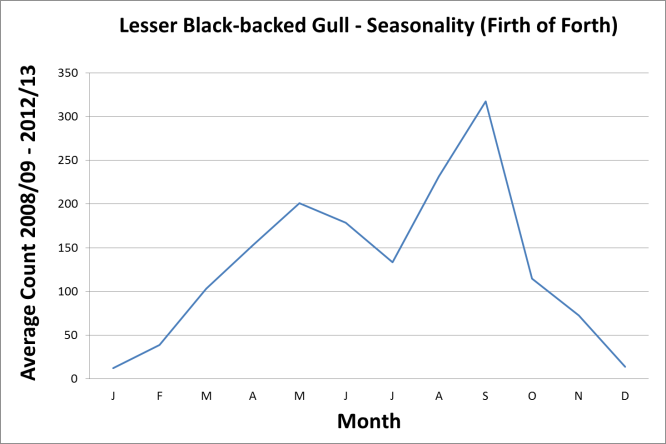 Lesser Black-backed Gull - Seasonality (Firth of Forth)
Average Count 2008/09 - 2012/13
350
300
250
200
150
100
50
0
J F M A M J J A S O N D
Month